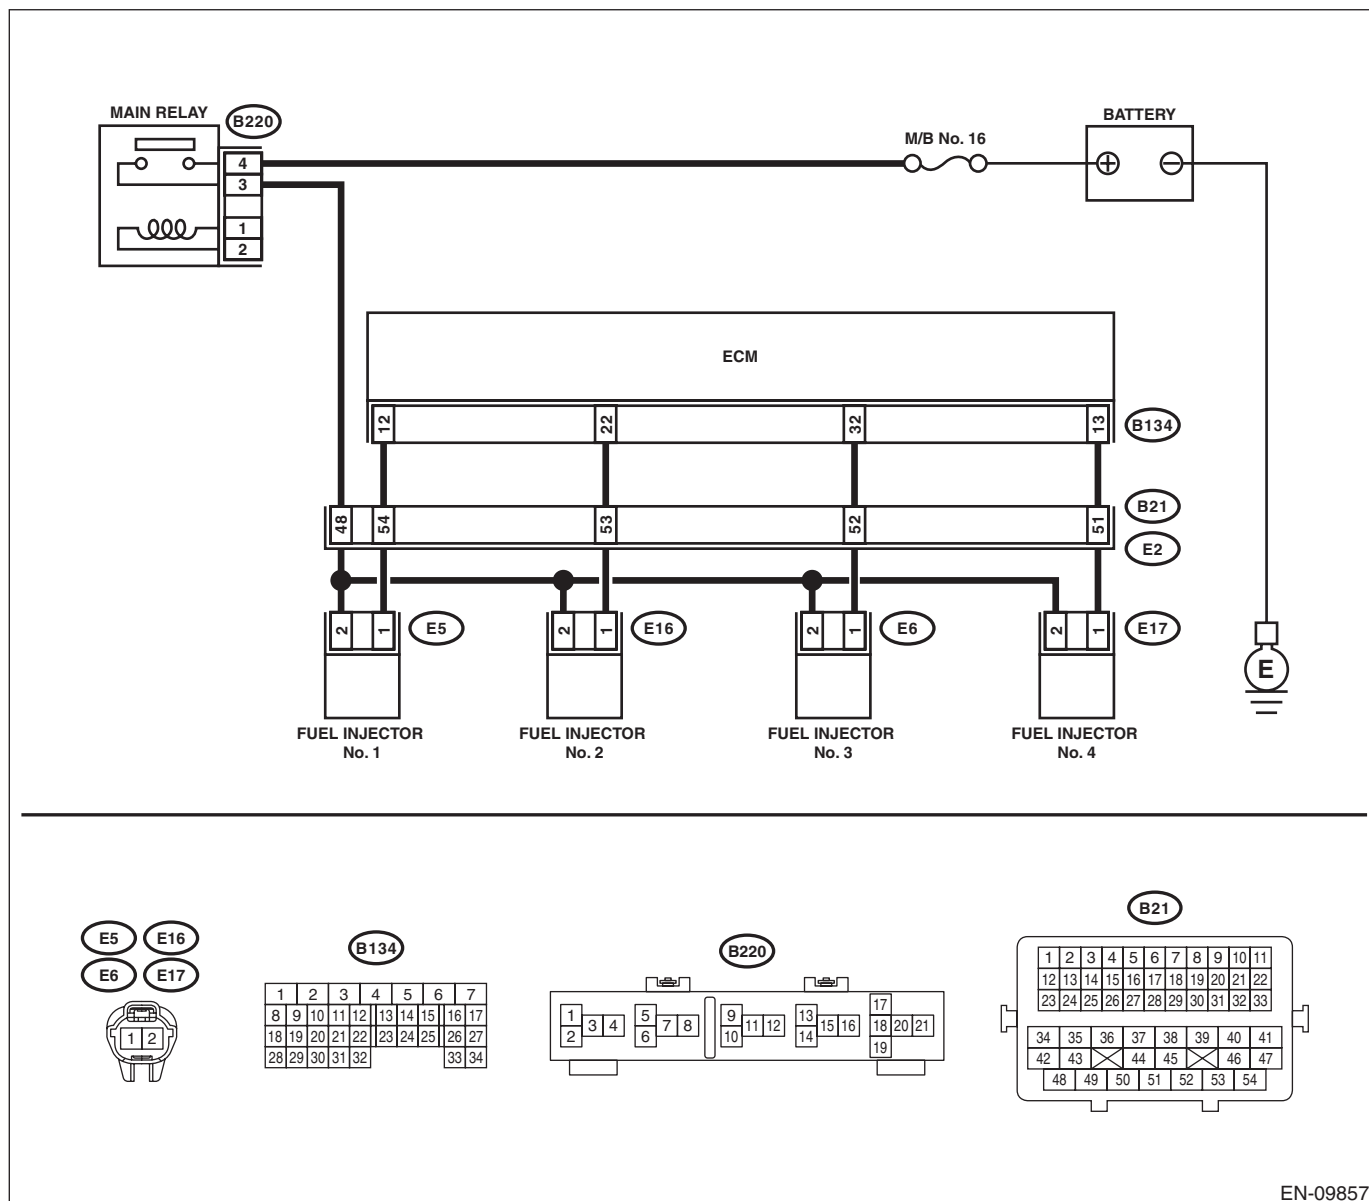 MAIN RELAY
B220
BATTERY
M/B No. 16
4
3
1
2
E
ECM
12 22 32 13
B134
48 54 53 52 51
B21
E2
2 1 E5
2 1 E16
2 1 E6
2 1 E17
FUEL INJECTOR
No. 1
FUEL INJECTOR
No. 2
FUEL INJECTOR
No. 3
FUEL INJECTOR
No. 4
E5 E16
E6 E17
1 2
B134
1 2 3 4 5 6 7
8 9 10 11 12 13 14 15 16 17
18 19 20 21 22 23 24 25 26 27
28 29 30 31 32 33 34
B220
1 2 3 4
5 6 7 8
9 10 11 12
13 14 15 16
17 18 19 20 21
B21
1 2 3 4 5 6 7 8 9 10 11
12 13 14 15 16 17 18 19 20 21 22
23 24 25 26 27 28 29 30 31 32 33
34 35 36 37 38 39 40 41
42 43 44 45 46 47
48 49 50 51 52 53 54
EN-09857